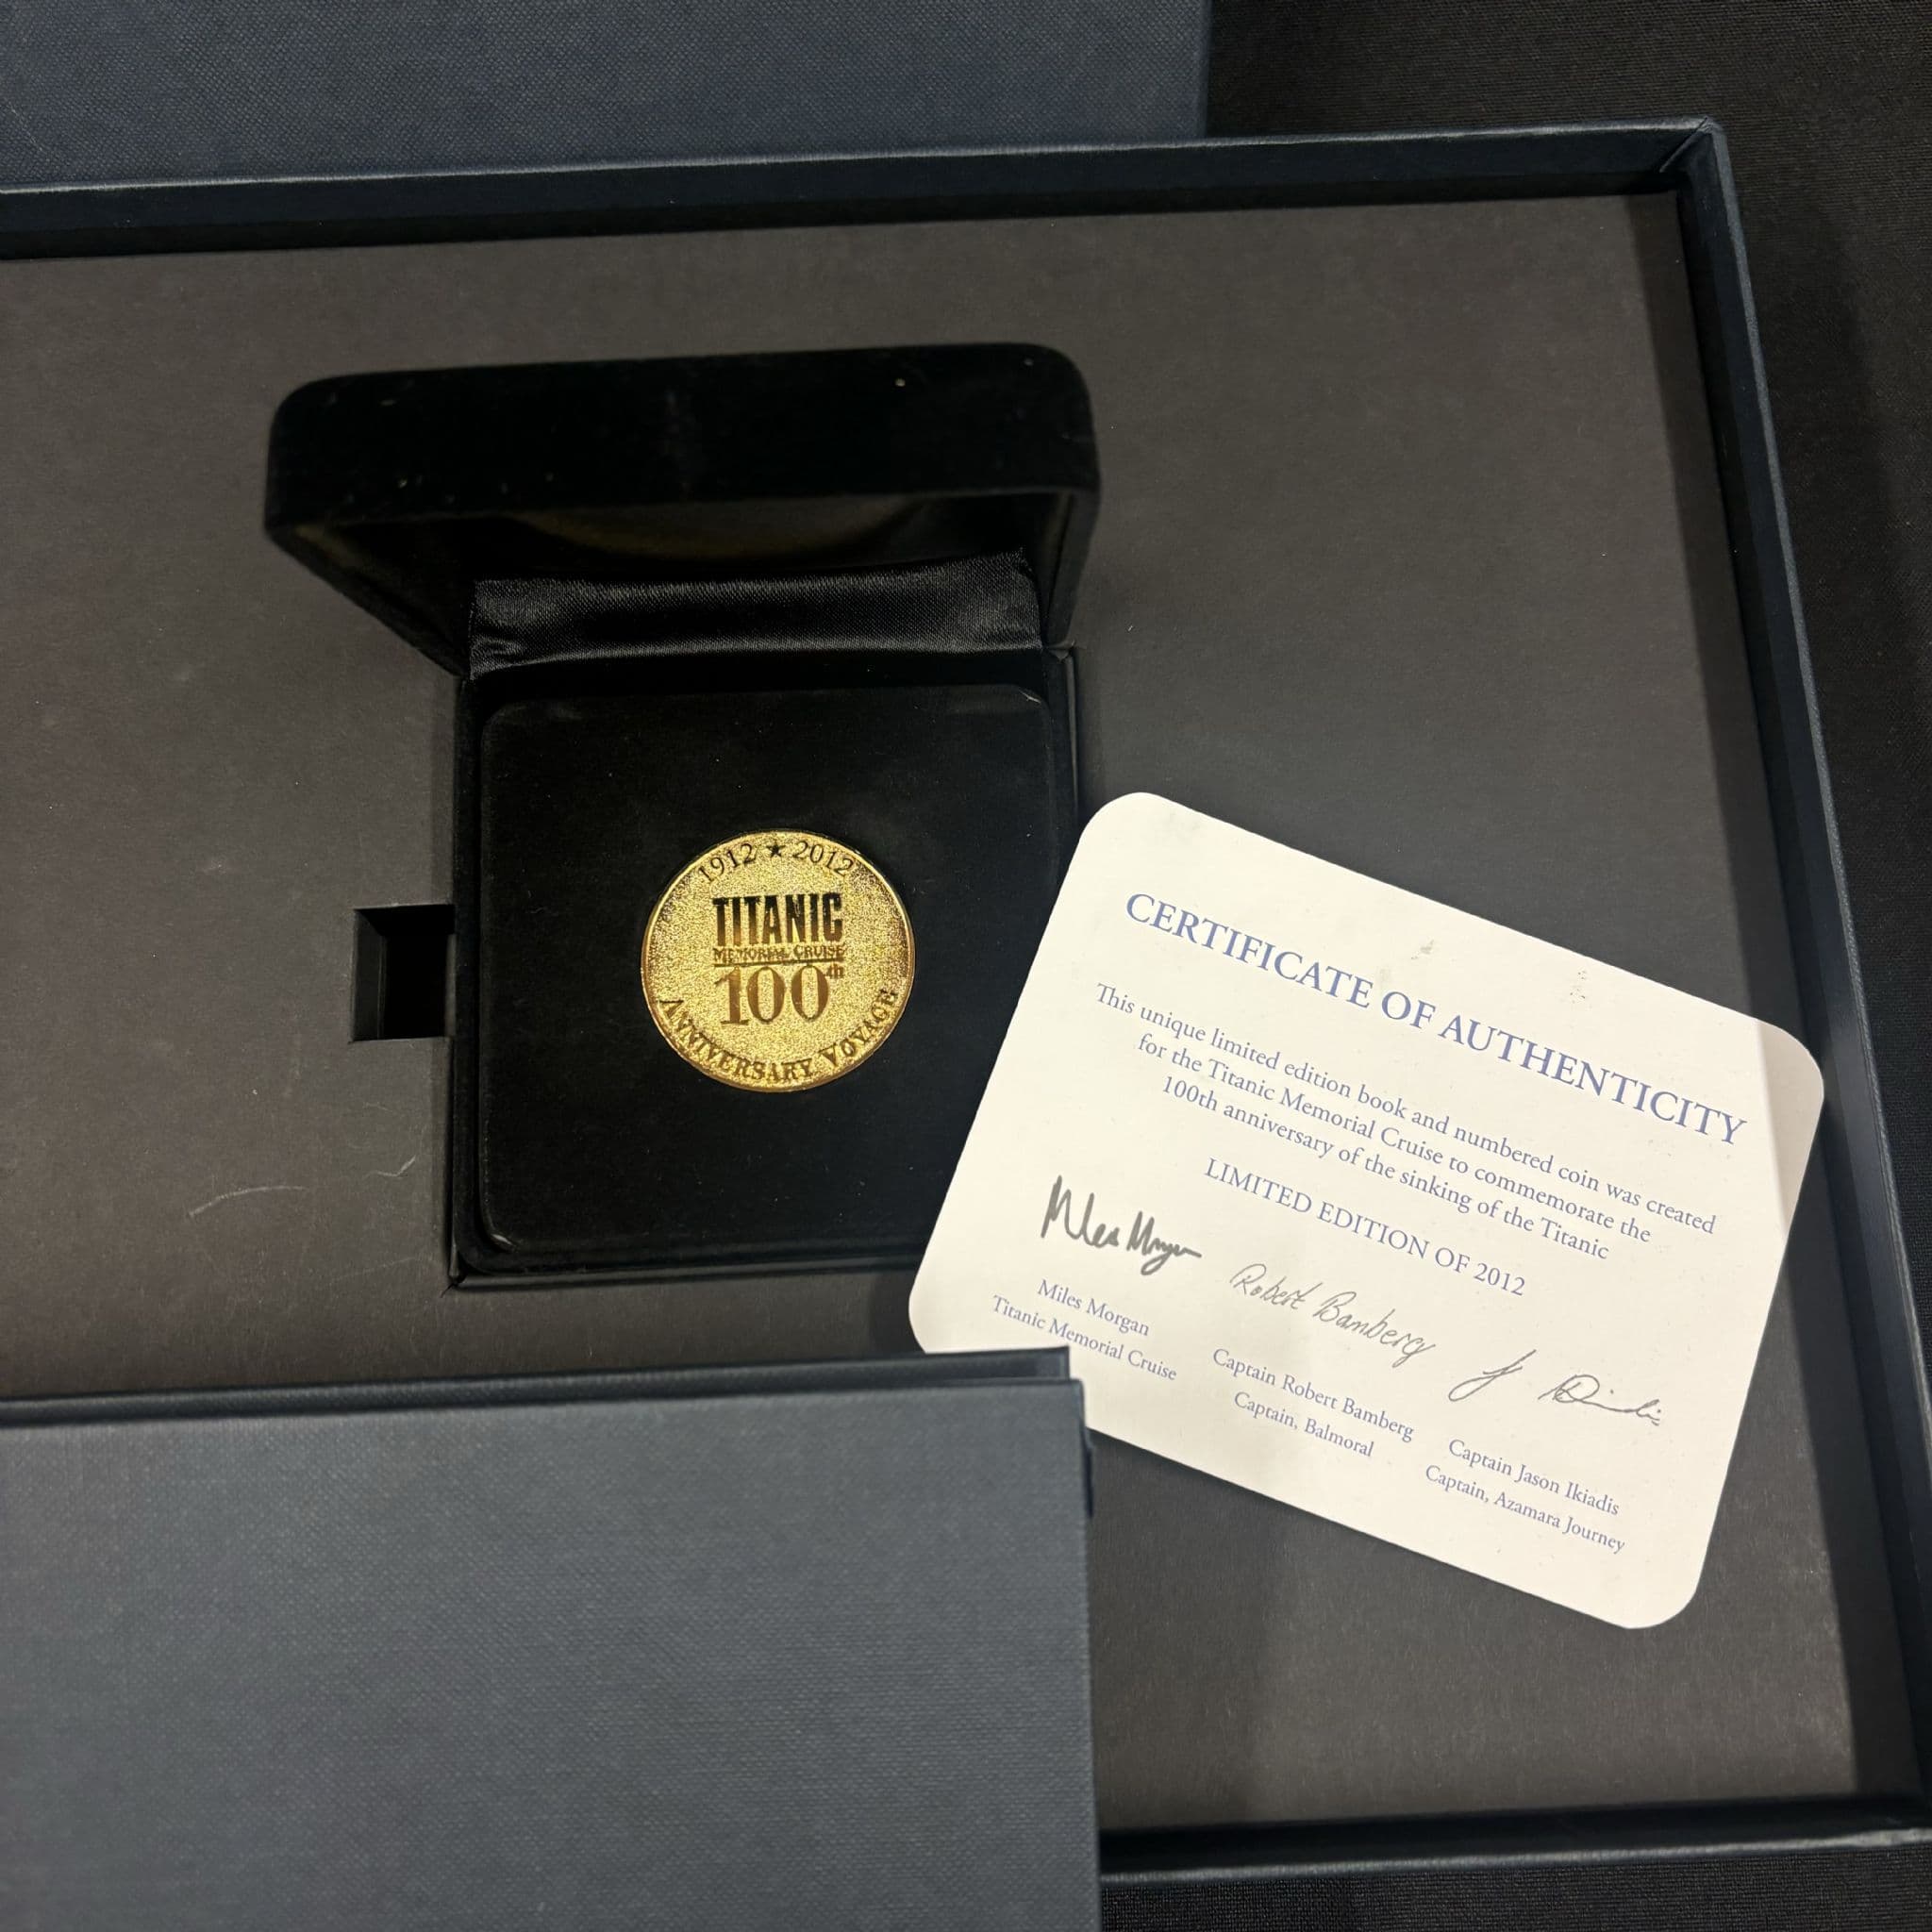 1912 ★ 2012
TITANIC
MEMORIAL CRUISE
100th
ANNIVERSARY VOYAGE
CERTIFICATE OF AUTHENTICITY
This unique limited edition book and numbered coin was created
for the Titanic Memorial Cruise to commemorate the
100th anniversary of the sinking of the Titanic
LIMITED EDITION OF 2012
Miles Morgan
Robert Bamberg
Miles Morgan
Titanic Memorial Cruise
Captain Robert Bamberg
Captain, Balmoral
Captain Jason Ikiadis
Captain, Azamara Journey